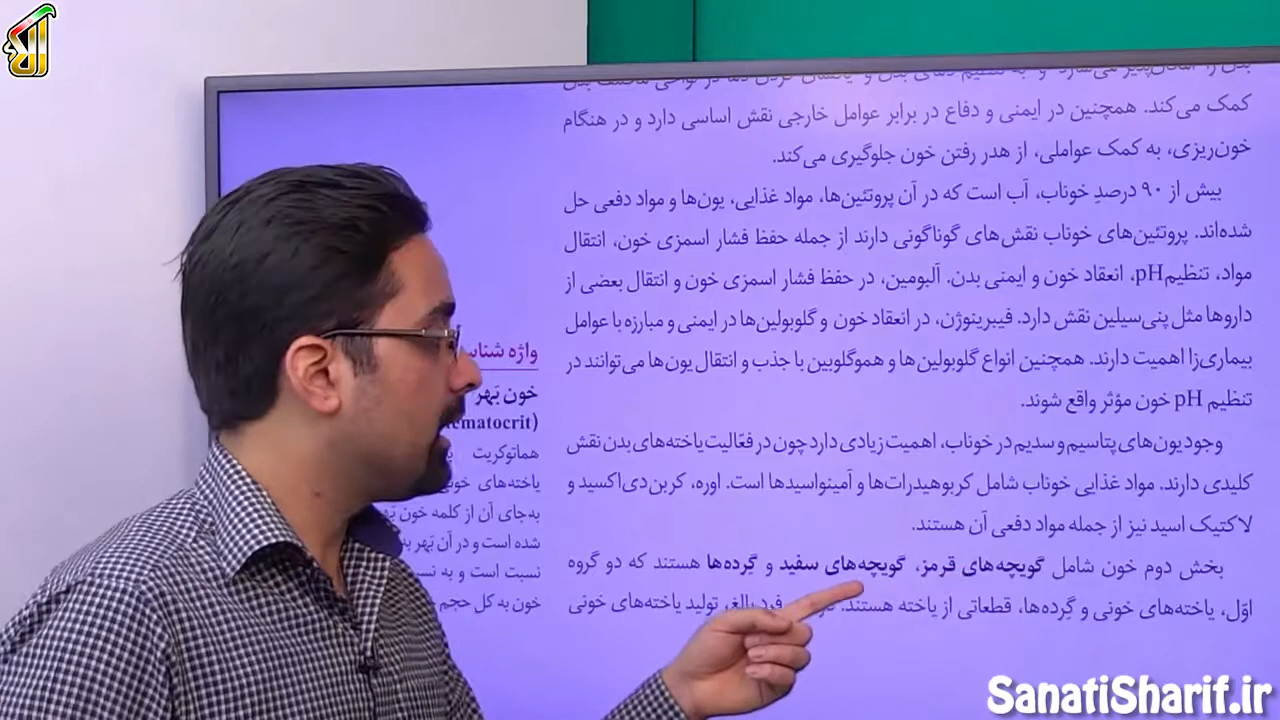 کمک می‌کند. همچنین در ایمنی و دفاع در برابر عوامل خارجی نقش اساسی دارد و در هنگام
خون‌ریزی، به کمک عواملی، از هدر رفتن خون جلوگیری می‌کند.
بیش از ۹۰ درصدِ خوناب، آب است که در آن پروتئین‌ها، مواد غذایی، یون‌ها و مواد دفعی حل
شده‌اند. پروتئین‌های خوناب نقش‌های گوناگونی دارند از جمله حفظ فشار اسمزی خون، انتقال
مواد، تنظیم pH، انعقاد خون و ایمنی بدن. آلبومین، در حفظ فشار اسمزی خون و انتقال بعضی از
داروها مثل پنی‌سیلین نقش دارد. فیبرینوژن، در انعقاد خون و گلوبولین‌ها در ایمنی و مبارزه با عوامل
بیماری‌زا اهمیت دارند. همچنین انواع گلوبولین‌ها و هموگلوبین با جذب و انتقال یون‌ها می‌توانند در
تنظیم pH خون مؤثر واقع شوند.
وجود یون‌های پتاسیم و سدیم در خوناب، اهمیت زیادی دارد چون در فعّالیت یاخته‌های بدن نقش
کلیدی دارند. مواد غذایی خوناب شامل کربوهیدرات‌ها و آمینواسیدها است. اوره، کربن‌دی‌اکسید و
لاکتیک اسید نیز از جمله مواد دفعی آن هستند.
بخش دوم خون شامل گویچه‌های قرمز، گویچه‌های سفید و گِرده‌ها هستند که دو گروه
اوّل، یاخته‌های خونی و گِرده‌ها، قطعاتی از یاخته هستند. فرد بالغ، تولید یاخته‌های خونی
واژه
خون بَهر
هماتوکریت
یاخته‌های
به‌جای آن از کلمه خون
شده است و در آن بَهر
نسبت است و به
خون به کل حجم
الا
SanatiSharif.ir